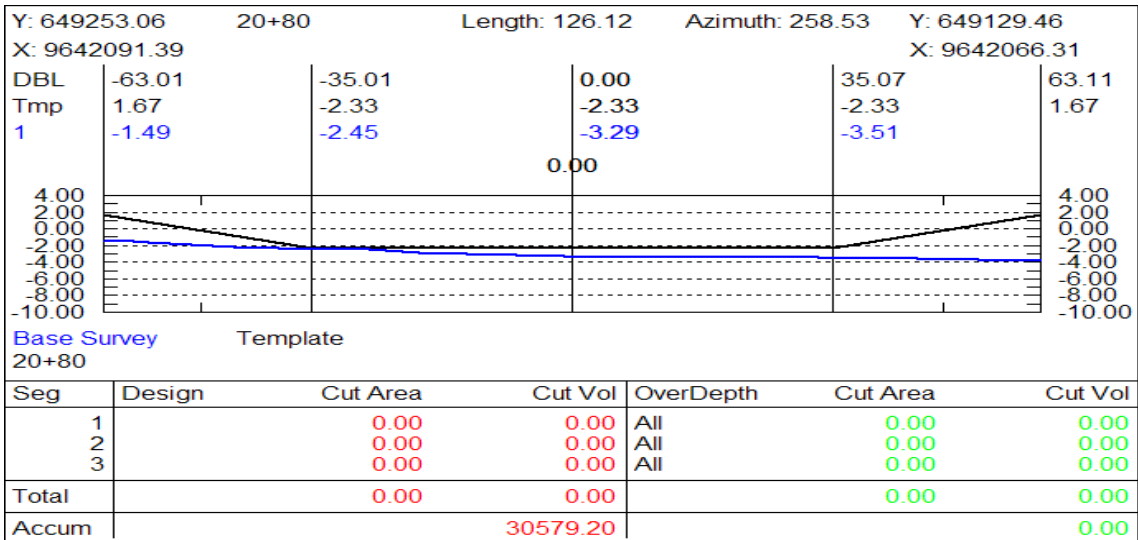 Y: 649253.06 20+80 Length: 126.12 Azimuth: 258.53 Y: 649129.46
X: 9642091.39 X: 9642066.31
DBL -63.01 -35.01 0.00 35.07 63.11
Tmp 1.67 -2.33 -2.33 -2.33 1.67
1 -1.49 -2.45 -3.29 -3.51
0.00
4.00 4.00
2.00 2.00
0.00 0.00
-2.00 -2.00
-4.00 -4.00
-6.00 -6.00
-8.00 -8.00
-10.00 -10.00
Base Survey Template
20+80
Seg Design Cut Area Cut Vol OverDepth Cut Area Cut Vol
1 0.00 0.00 All 0.00 0.00
2 0.00 0.00 All 0.00 0.00
3 0.00 0.00 All 0.00 0.00
Total 0.00 0.00 0.00 0.00
Accum 30579.20 0.00